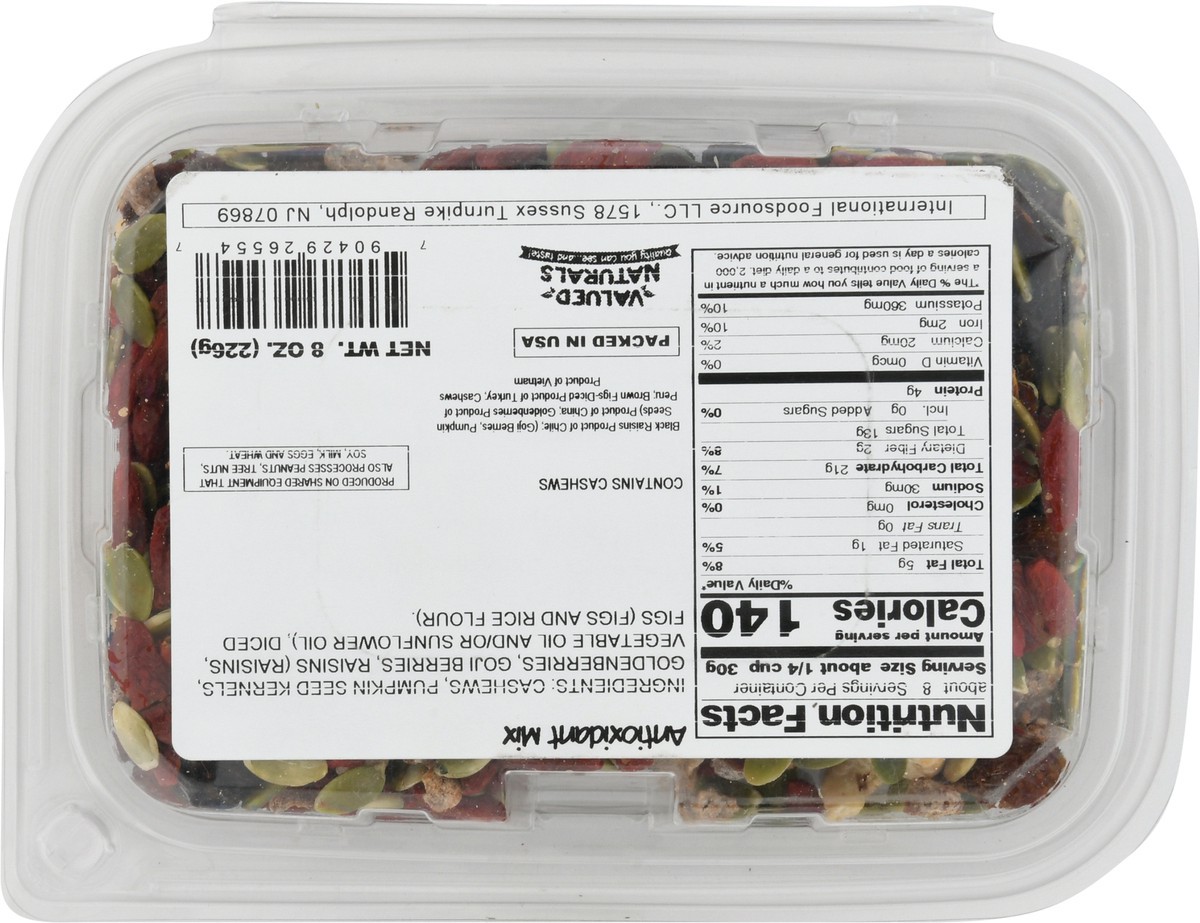 Nutrition Facts
about 8 Servings Per Container
Serving Size about 1/4 cup 30g
Amount per serving
Calories 140
%Daily Value*
Total Fat 5g 8%
Saturated Fat 1g 5%
Trans Fat 0g
Cholesterol 0mg 0%
Sodium 30mg 1%
Total Carbohydrate 21g 7%
Dietary Fiber 2g 8%
Total Sugars 13g
Incl. 0g Added Sugars 0%
Protein 4g
Vitamin D 0mcg 0%
Calcium 20mg 2%
Iron 2mg 10%
Potassium 360mg 10%
*The % Daily Value tells you how much a nutrient in
a serving of food contributes to a daily diet. 2,000
calories a day is used for general nutrition advice.
Antioxidant Mix
INGREDIENTS: CASHEWS, PUMPKIN SEED KERNELS,
GOLDENBERRIES, GOJI BERRIES, RAISINS (RAISINS,
VEGETABLE OIL AND/OR SUNFLOWER OIL), DICED
FIGS (FIGS AND RICE FLOUR).
CONTAINS CASHEWS
PRODUCED ON SHARED EQUIPMENT THAT
ALSO PROCESSES PEANUTS, TREE NUTS,
SOY, MILK, EGGS AND WHEAT.
Black Raisins Product of Chile; (Goji Berries, Pumpkin
Seeds) Product of China; Goldenberries Product of
Peru; Brown Figs-Diced Product of Turkey; Cashews
Product of Vietnam
PACKED IN USA
VALUED
NATURALS
Quality you can see...and taste!
NET WT. 8 OZ. (226g)
7 90429 26554 7
International Foodsource LLC., 1578 Sussex Turnpike Randolph, NJ 07869